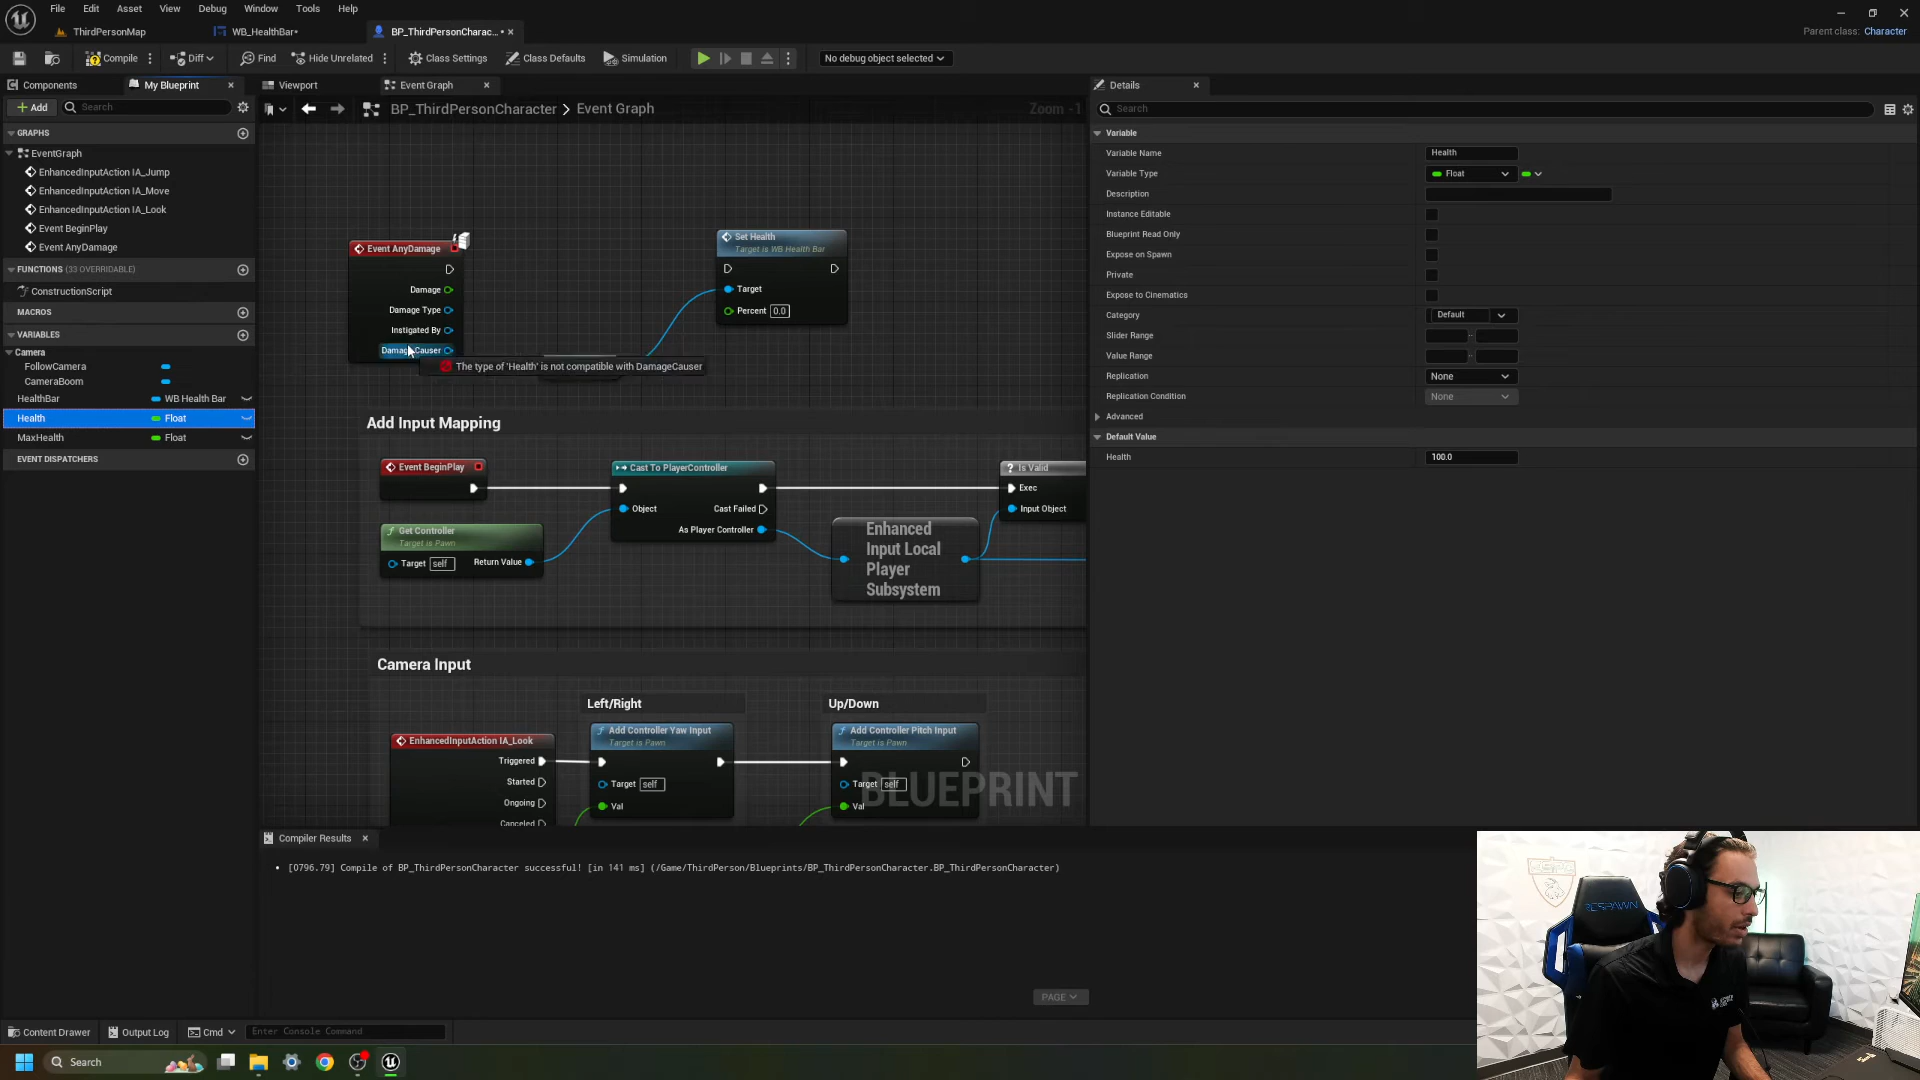 File Edit Asset View Debug Window Tools Help
ThirdPersonMap WB_HealthBar* BP_ThirdPersonCharac... *
Parent class: Character
Compile Diff Find Hide Unrelated Class Settings Class Defaults Simulation No debug object selected
Components My Blueprint Viewport Event Graph Details
Add Search BP_ThirdPersonCharacter > Event Graph Zoom -1 Search
GRAPHS
EventGraph
EnhancedInputAction IA_Jump
EnhancedInputAction IA_Move
EnhancedInputAction IA_Look
Event BeginPlay
Event AnyDamage
FUNCTIONS (33 OVERRIDABLE)
ConstructionScript
MACROS
VARIABLES
Camera
FollowCamera
CameraBoom
HealthBar WB Health Bar
Health Float
MaxHealth Float
EVENT DISPATCHERS
Event AnyDamage
Damage
Damage Type
Instigated By
Damage Causer
The type of 'Health' is not compatible with DamageCauser
Set Health
Target is WB Health Bar
Target
Percent 0.0
Add Input Mapping
Event BeginPlay
Get Controller
Target is Pawn
Target self Return Value
Cast To PlayerController
Object Cast Failed
As Player Controller
Enhanced
Input Local
Player
Subsystem
? Is Valid
Exec
Input Object
Camera Input
Left/Right Up/Down
EnhancedInputAction IA_Look
Triggered
Started
Ongoing
Canceled
Add Controller Yaw Input
Target is Pawn
Target self
Val
Add Controller Pitch Input
Target is Pawn
Target self
Val
BLUEPRINT
Variable
Variable Name Health
Variable Type Float
Description
Instance Editable
Blueprint Read Only
Expose on Spawn
Private
Expose to Cinematics
Category Default
Slider Range
Value Range
Replication None
Replication Condition None
Advanced
Default Value
Health 100.0
Compiler Results
[0796.79] Compile of BP_ThirdPersonCharacter successful! [in 141 ms] (/Game/ThirdPerson/Blueprints/BP_ThirdPersonCharacter.BP_ThirdPersonCharacter)
PAGE
Content Drawer Output Log Cmd Enter Console Command
Search
RESPAWN